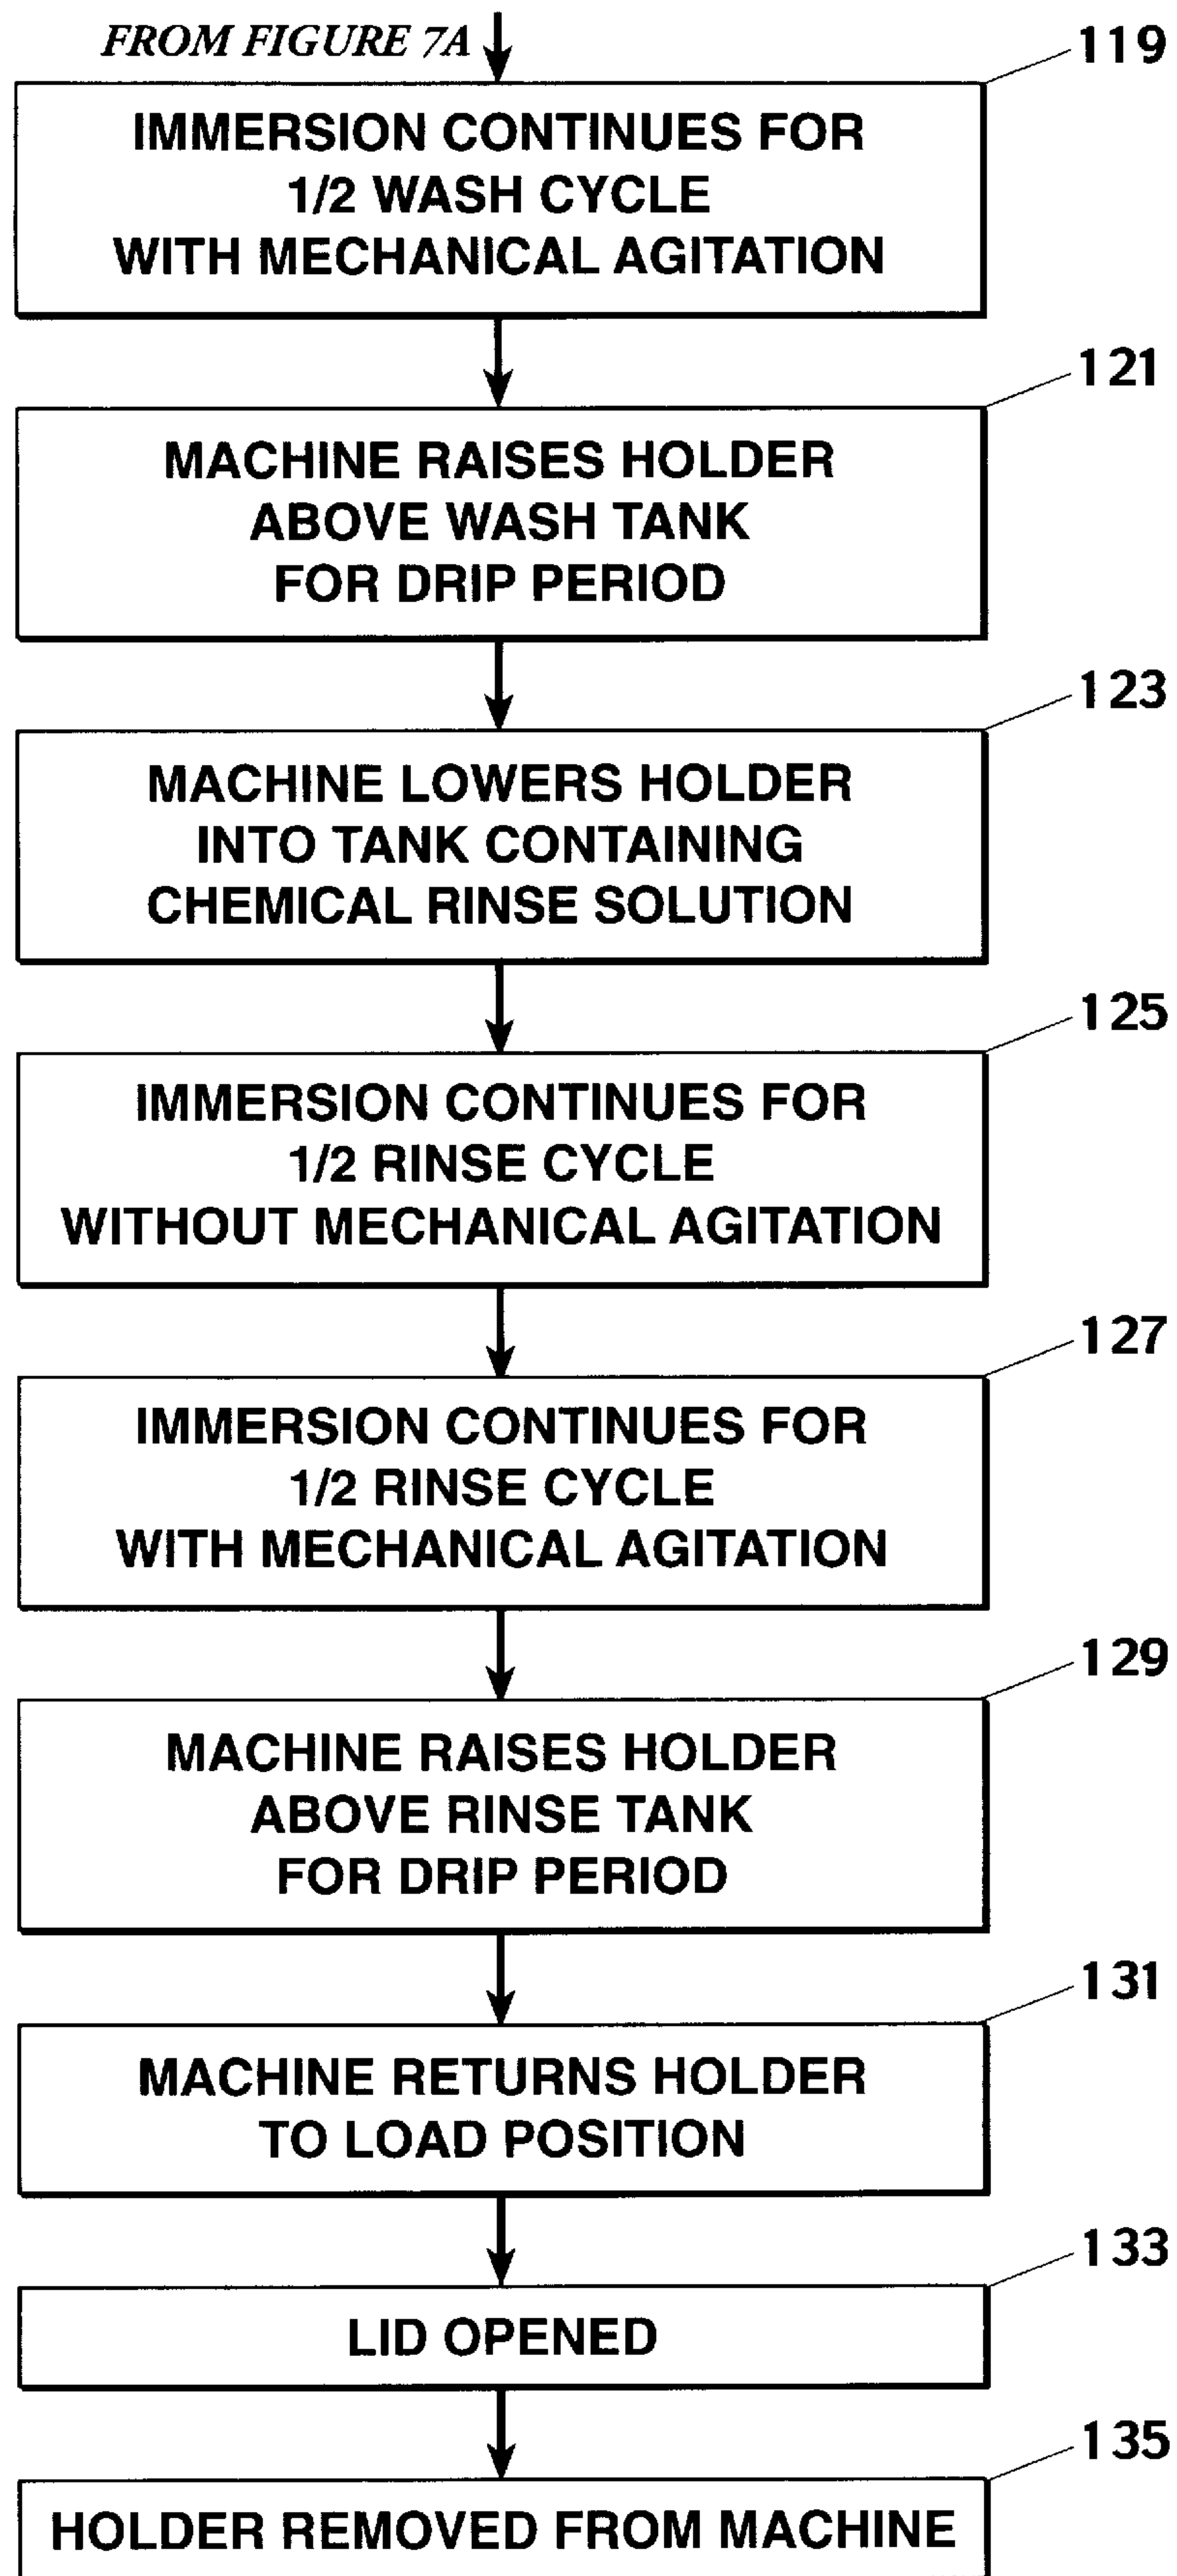 FROM FIGURE 7A
119
IMMERSION CONTINUES FOR
1/2 WASH CYCLE
WITH MECHANICAL AGITATION
121
MACHINE RAISES HOLDER
ABOVE WASH TANK
FOR DRIP PERIOD
123
MACHINE LOWERS HOLDER
INTO TANK CONTAINING
CHEMICAL RINSE SOLUTION
125
IMMERSION CONTINUES FOR
1/2 RINSE CYCLE
WITHOUT MECHANICAL AGITATION
127
IMMERSION CONTINUES FOR
1/2 RINSE CYCLE
WITH MECHANICAL AGITATION
129
MACHINE RAISES HOLDER
ABOVE RINSE TANK
FOR DRIP PERIOD
131
MACHINE RETURNS HOLDER
TO LOAD POSITION
133
LID OPENED
135
HOLDER REMOVED FROM MACHINE